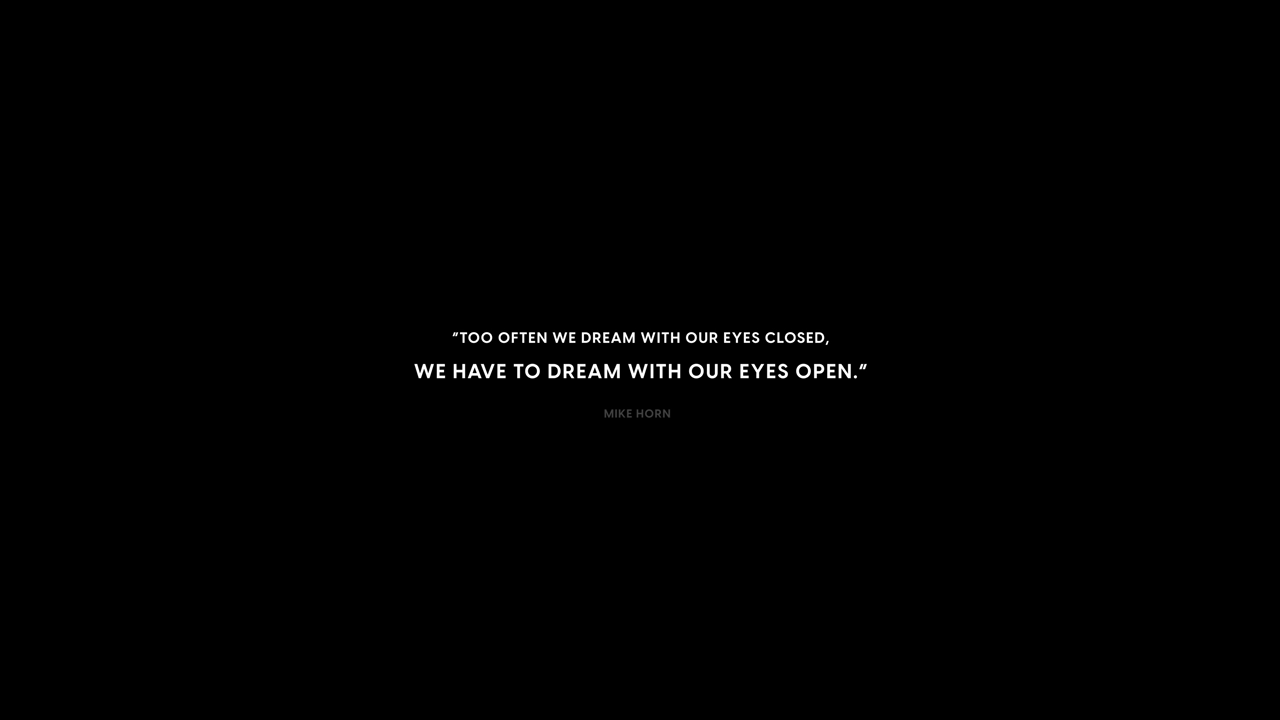 “TOO OFTEN WE DREAM WITH OUR EYES CLOSED,
WE HAVE TO DREAM WITH OUR EYES OPEN.”
MIKE HORN